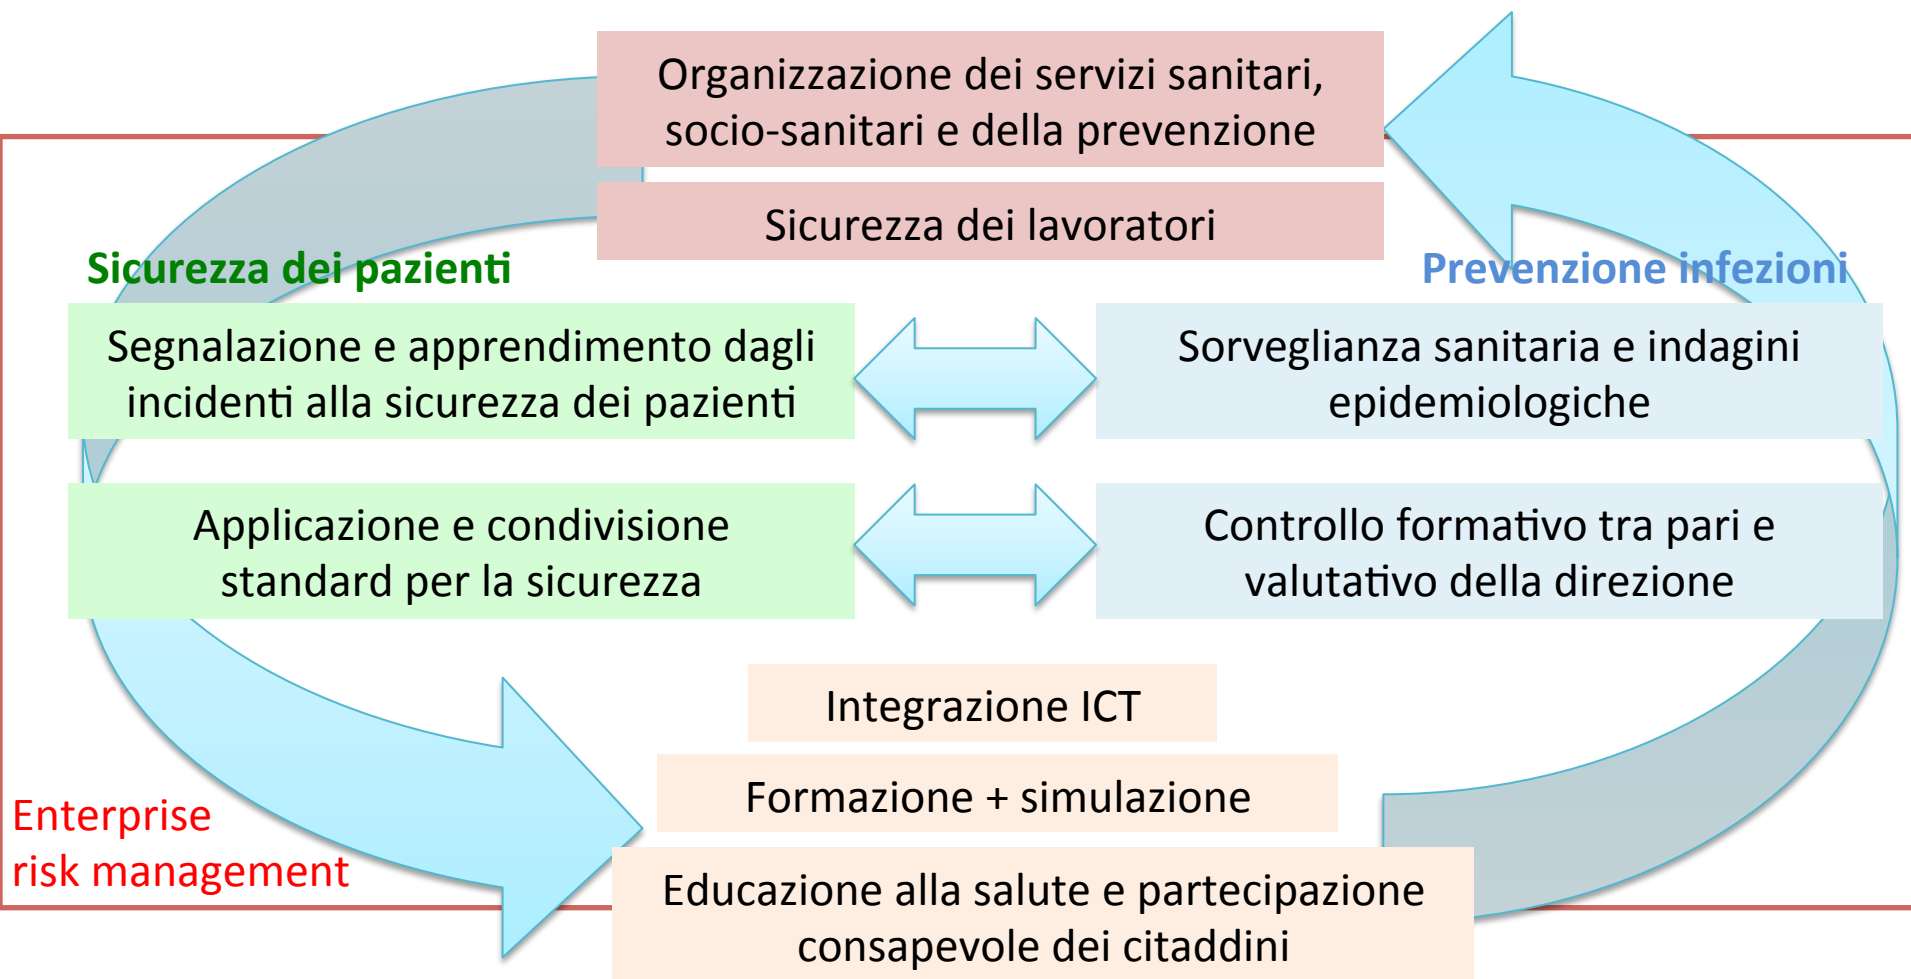 Organizzazione dei servizi sanitari,
socio-sanitari e della prevenzione
Sicurezza dei lavoratori
Sicurezza dei pazienti
Prevenzione infezioni
Segnalazione e apprendimento dagli
incidenti alla sicurezza dei pazienti
Sorveglianza sanitaria e indagini
epidemiologiche
Applicazione e condivisione
standard per la sicurezza
Controllo formativo tra pari e
valutativo della direzione
Integrazione ICT
Formazione + simulazione
Enterprise
risk management
Educazione alla salute e partecipazione
consapevole dei citaddini